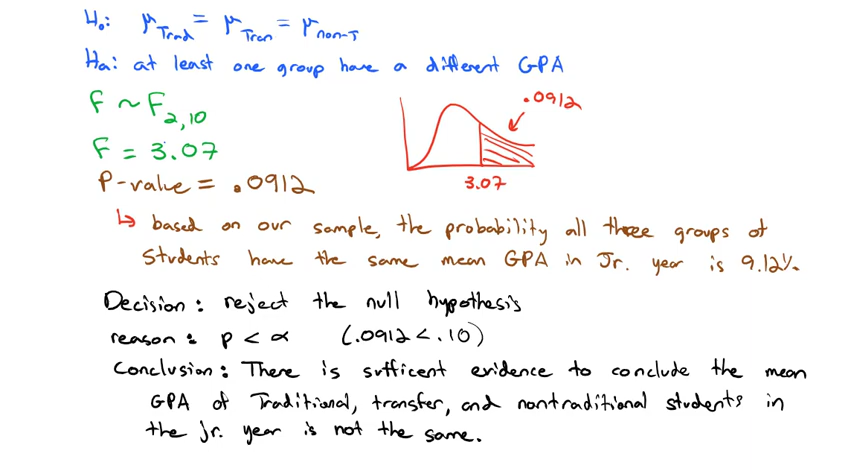 H₀: μ_Trad = μ_Tran = μ_non-T
Ha: at least one group have a different GPA
F ~ F₂,₁₀
F = 3.07
.0912
3.07
P-value = .0912
↳ based on our sample, the probability all three groups of
students have the same mean GPA in Jr. year is 9.12%
Decision: reject the null hypothesis
reason: p < α (.0912 < .10)
Conclusion: There is sufficent evidence to conclude the mean
GPA of Traditional, transfer, and nontraditional students in
the jr. year is not the same.